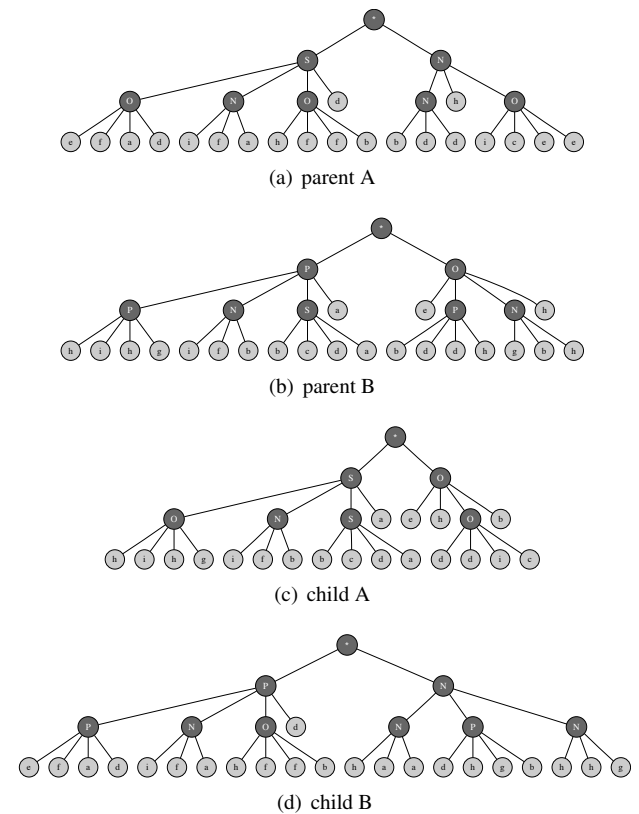 *
S N
O N O d N h O
e f a d i f a h f f b b d d i c e e
(a) parent A
*
P O
P N S a e P N h
h i h g i f b b c d a b d d h g b h
(b) parent B
*
S O
O N S a e h O b
h i h g i f b b c d a d d i c
(c) child A
*
P N
P N O d N P N
e f a d i f a h f f b h a a d h g b h h g
(d) child B